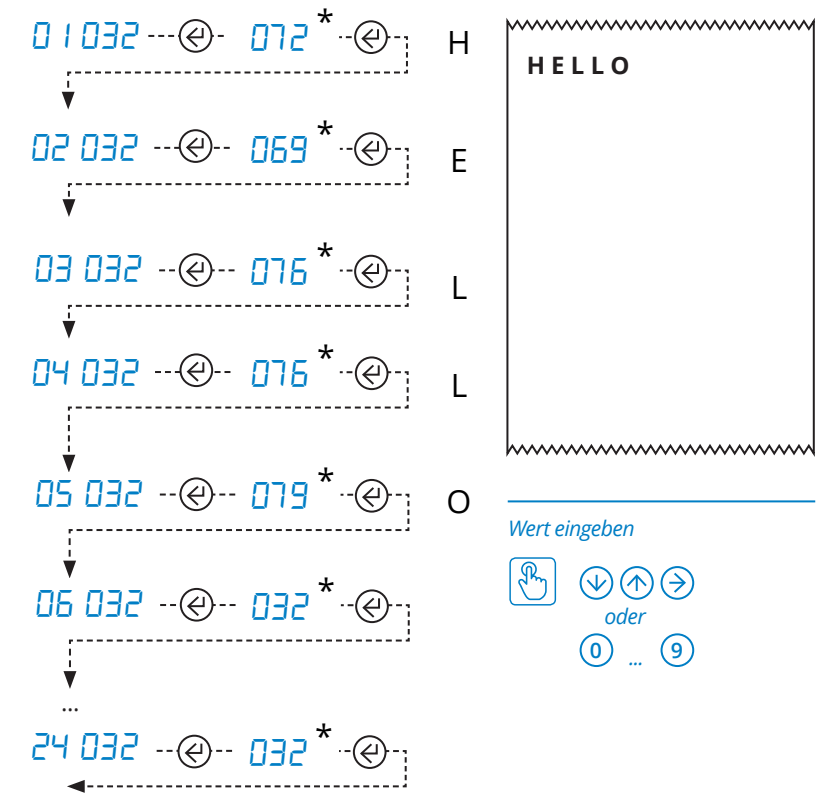 01 032 072 * H
02 032 069 * E
03 032 076 * L
04 032 076 * L
05 032 079 * O
06 032 032 *
...
24 032 032 *
HELLO
Wert eingeben
oder
0 ... 9